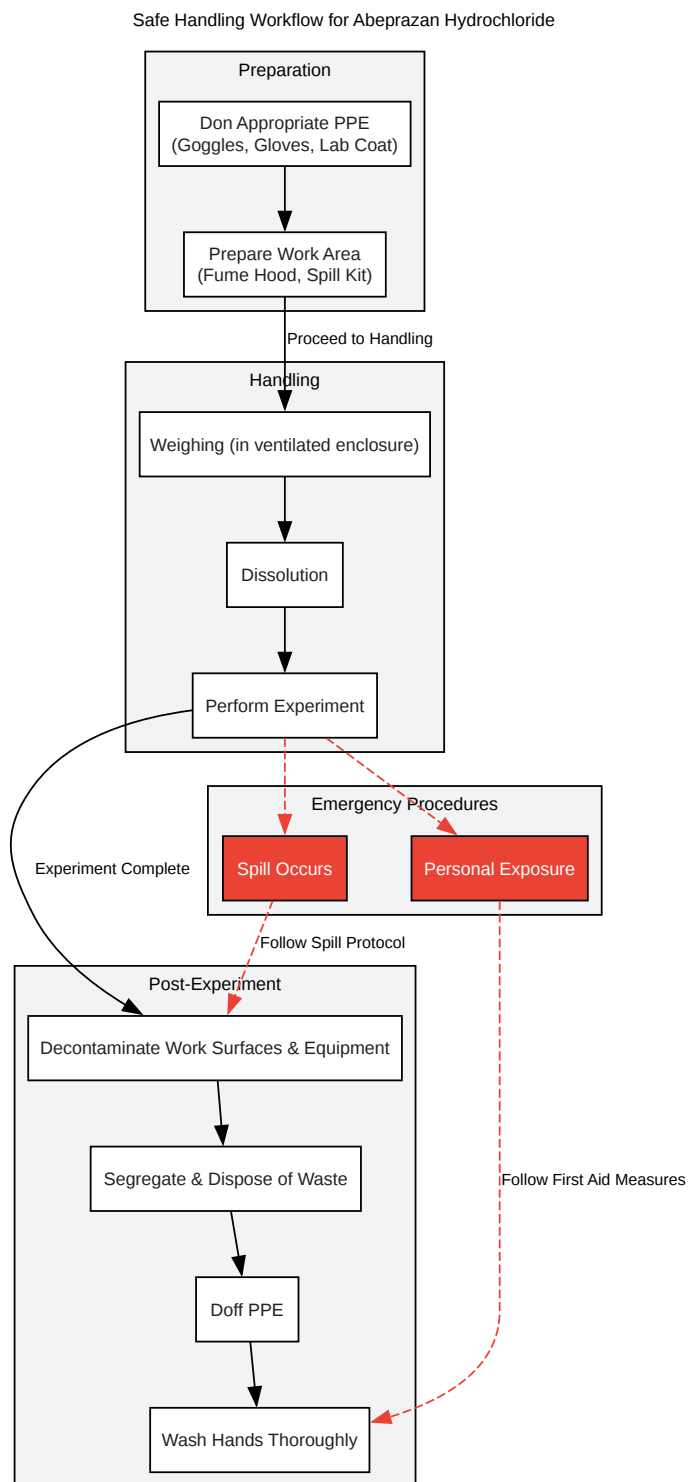 Safe Handling Workflow for Abeprazan Hydrochloride
Preparation
Don Appropriate PPE
(Goggles, Gloves, Lab Coat)
Prepare Work Area
(Fume Hood, Spill Kit)
Proceed to Handling
Handling
Weighing (in ventilated enclosure)
Dissolution
Perform Experiment
Emergency Procedures
Spill Occurs
Personal Exposure
Experiment Complete
Follow Spill Protocol
Post-Experiment
Decontaminate Work Surfaces & Equipment
Segregate & Dispose of Waste
Follow First Aid Measures
Doff PPE
Wash Hands Thoroughly